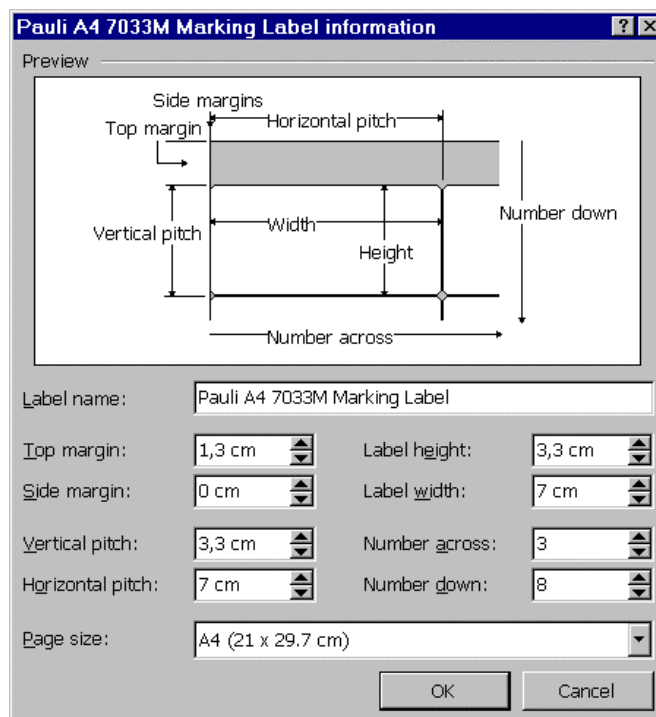 Pauli A4 7033M Marking Label information
Preview
Side margins
Top margin
Horizontal pitch
Vertical pitch
Width
Height
Number down
Number across
Label name: Pauli A4 7033M Marking Label
Top margin: 1,3 cm Label height: 3,3 cm
Side margin: 0 cm Label width: 7 cm
Vertical pitch: 3,3 cm Number across: 3
Horizontal pitch: 7 cm Number down: 8
Page size: A4 (21 x 29.7 cm)
OK Cancel